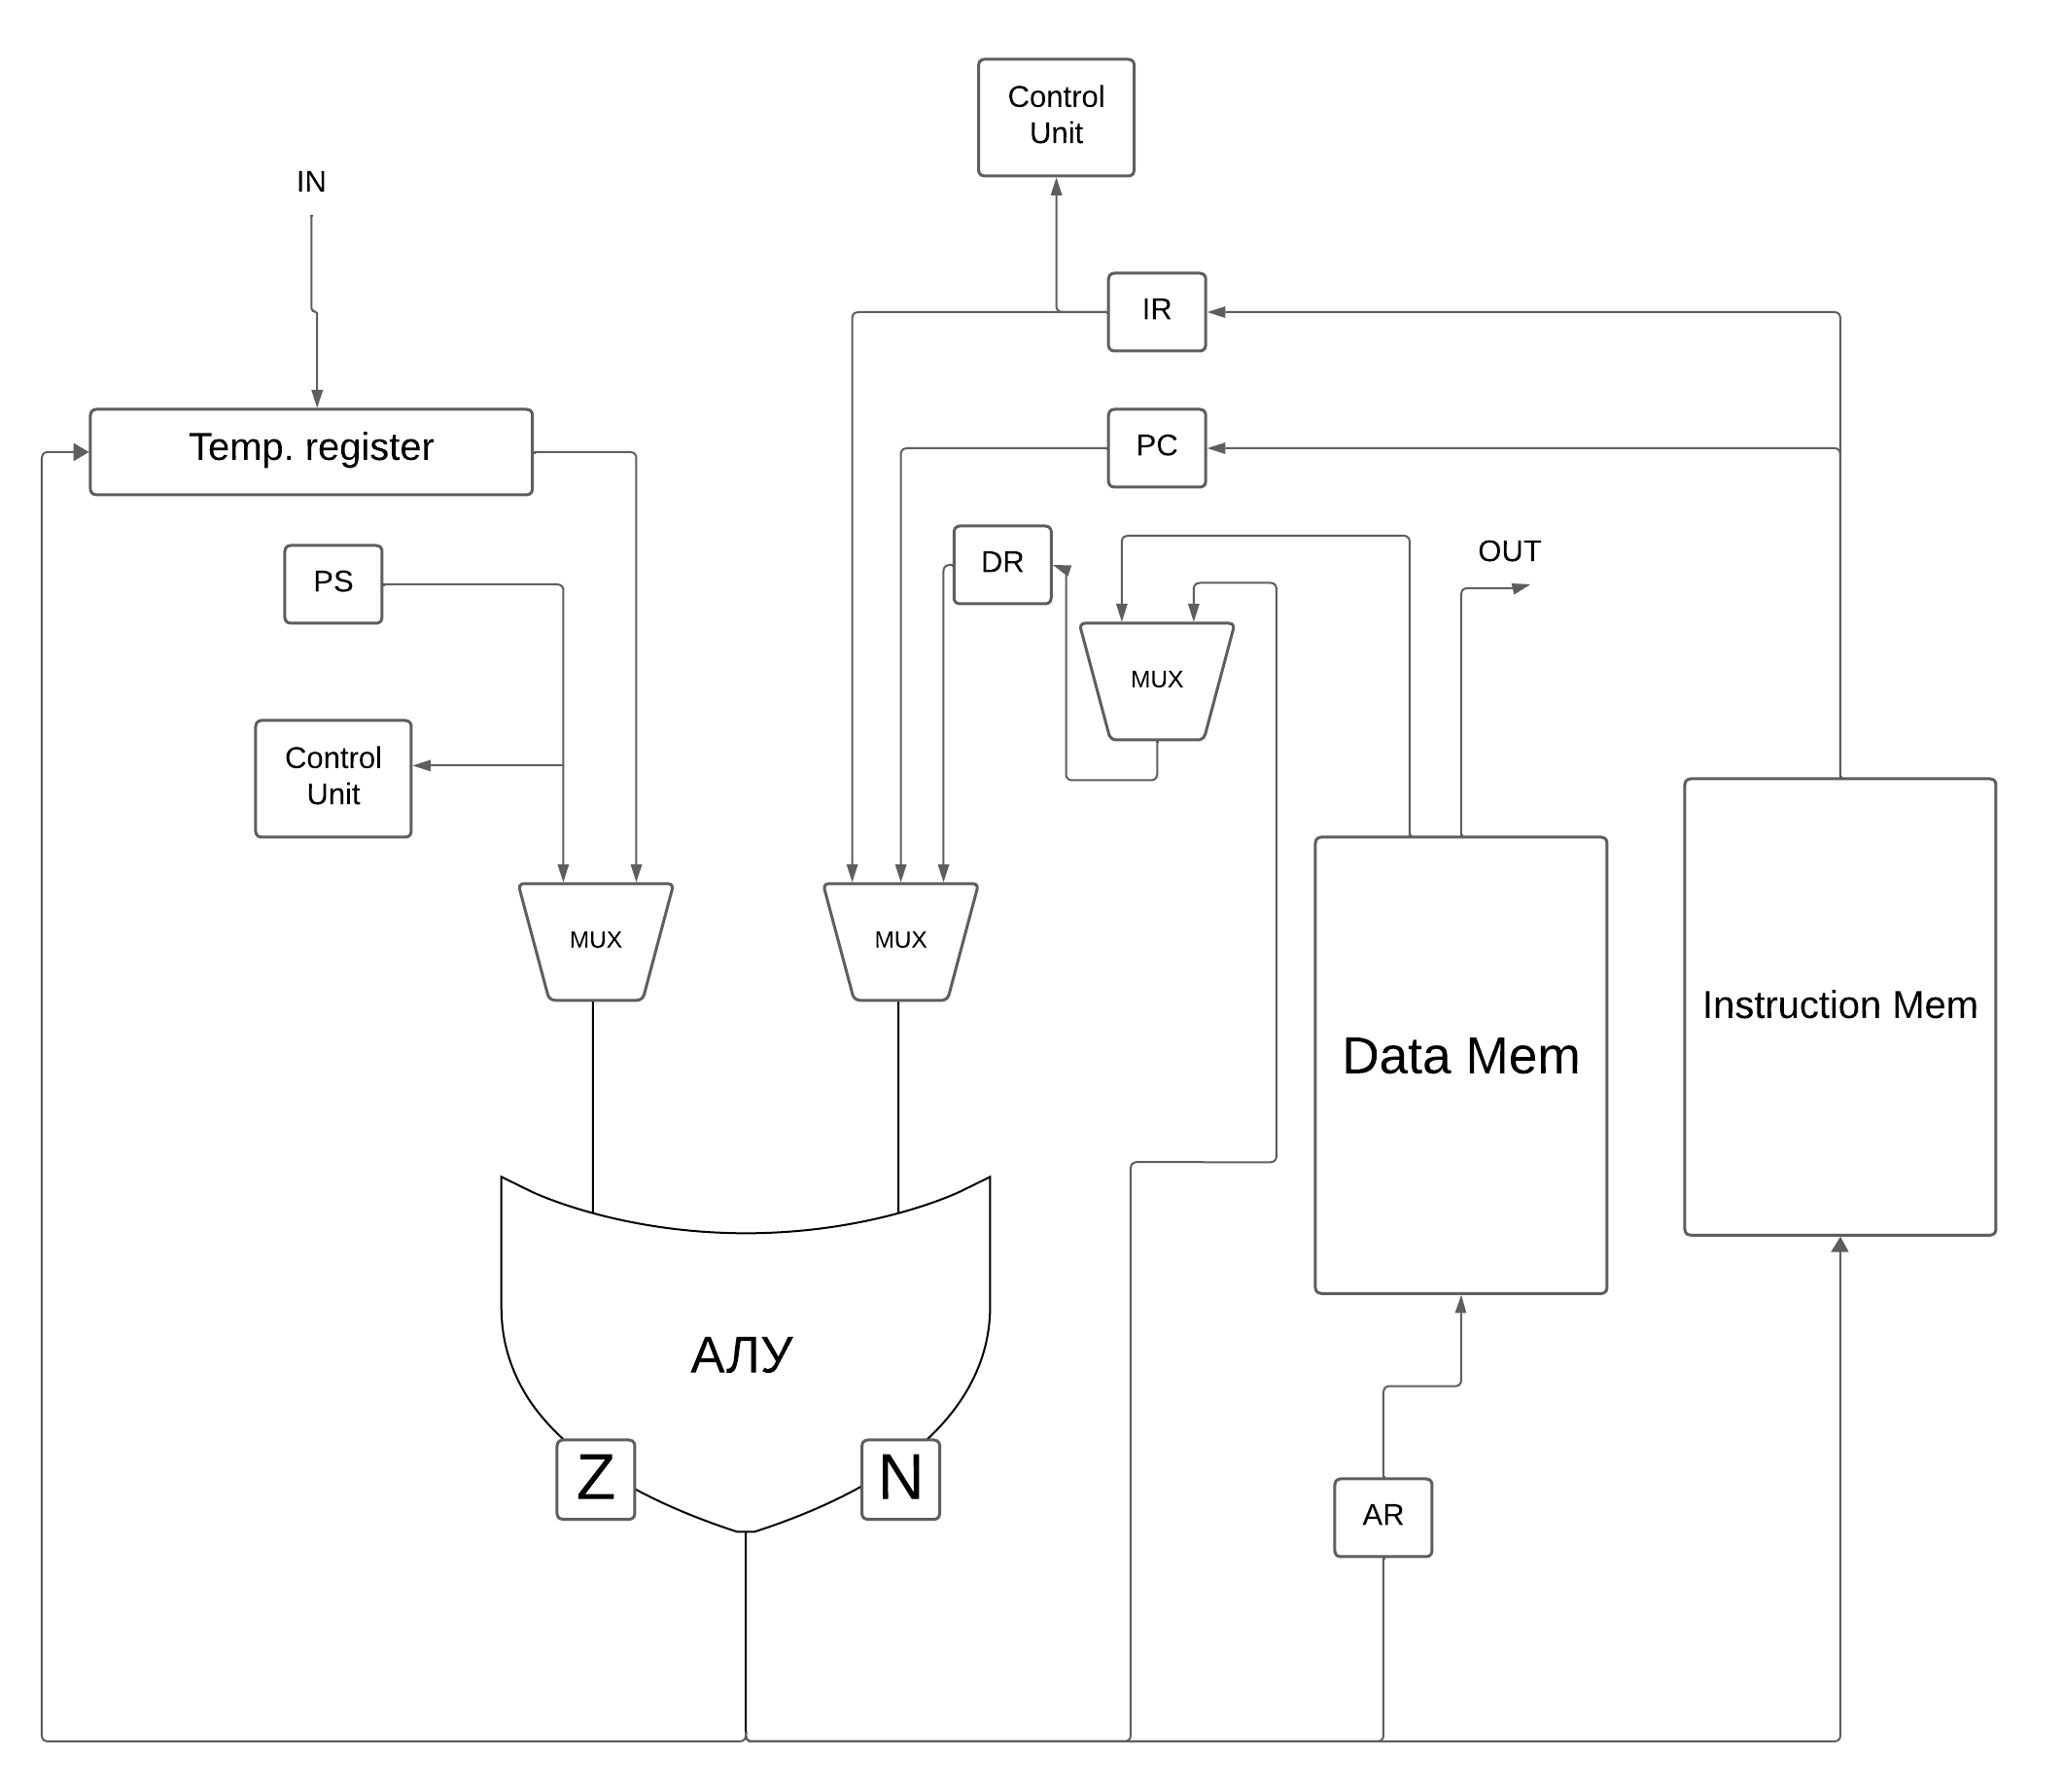 Control
Unit
IN
IR
Temp. register
PC
OUT
DR
PS
MUX
Control
Unit
MUX
MUX
Instruction Mem
Data Mem
АЛУ
Z
N
AR